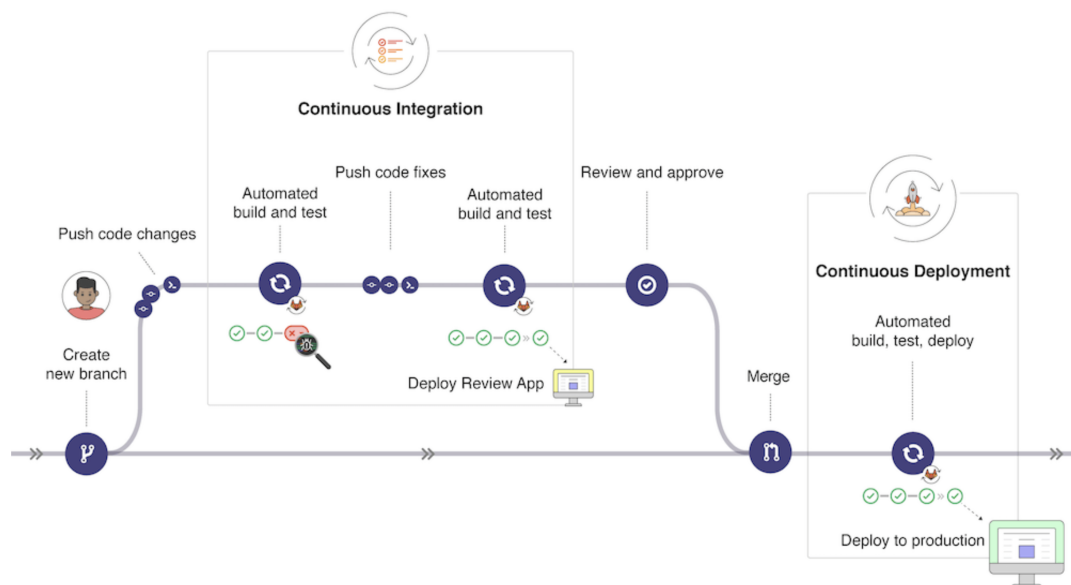 Continuous Integration
Push code fixes
Review and approve
Automated
build and test
Automated
build and test
Push code changes
Continuous Deployment
Create
new branch
Automated
build, test, deploy
Deploy Review App
Merge
Deploy to production